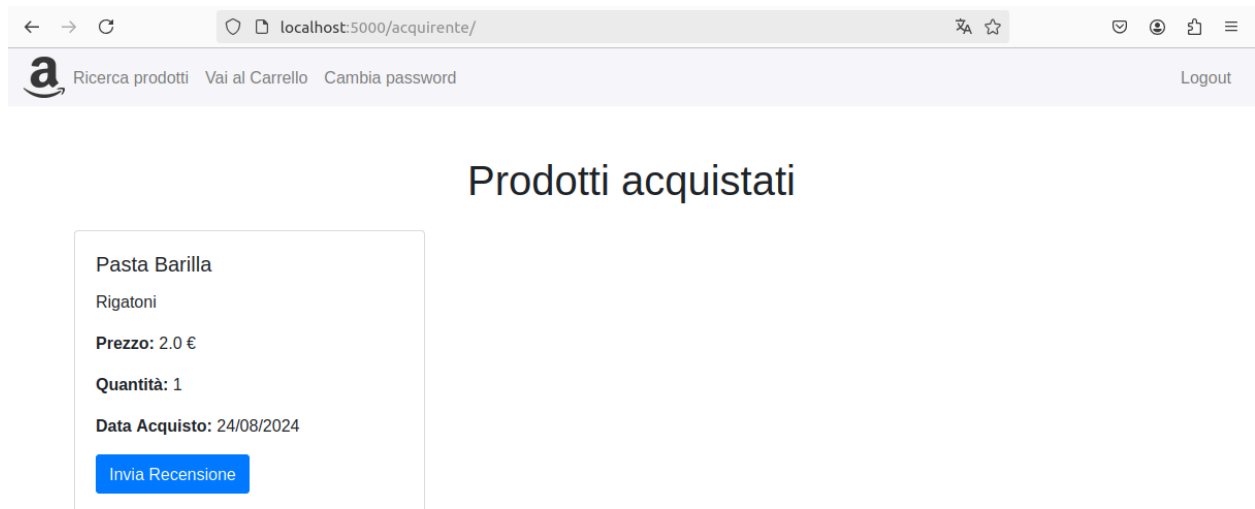 localhost:5000/acquirente/
a Ricerca prodotti Vai al Carrello Cambia password Logout
Prodotti acquistati
Pasta Barilla
Rigatoni
Prezzo: 2.0 €
Quantità: 1
Data Acquisto: 24/08/2024
Invia Recensione